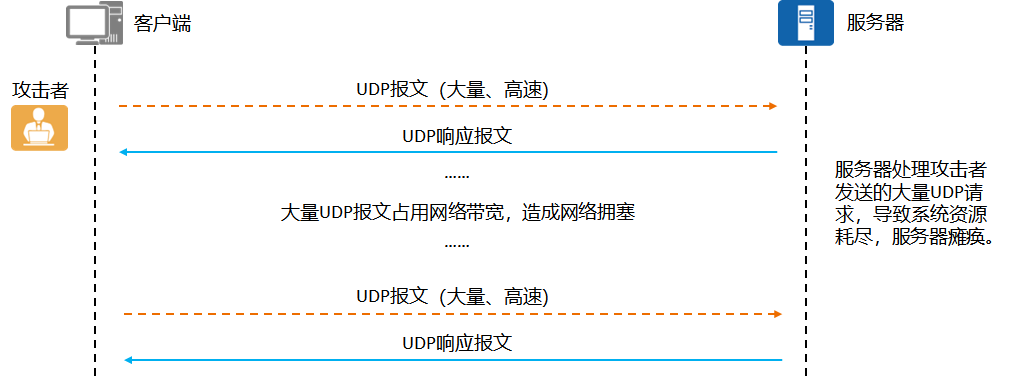 客户端
服务器
攻击者
UDP报文（大量、高速)
UDP响应报文
......
大量UDP报文占用网络带宽，造成网络拥塞
......
服务器处理攻击者
发送的大量UDP请
求，导致系统资源
耗尽，服务器瘫痪。
UDP报文（大量、高速)
UDP响应报文